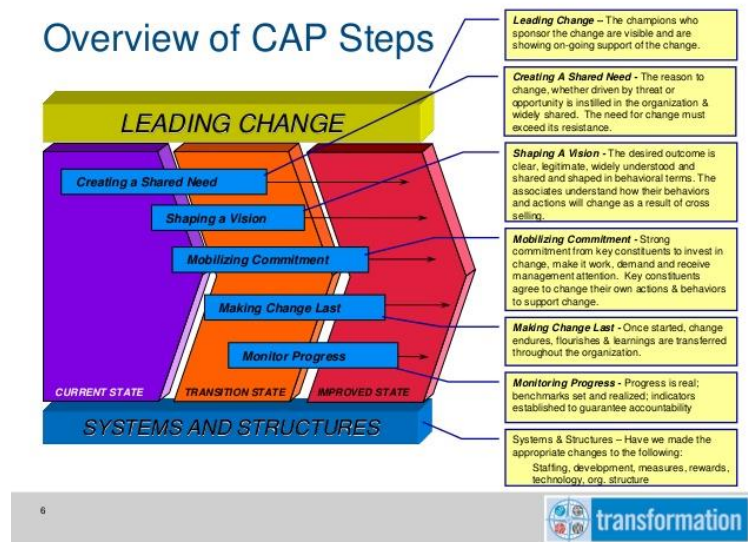 Overview of CAP Steps
LEADING CHANGE
Creating a Shared Need
Shaping a Vision
Mobilizing Commitment
Making Change Last
Monitor Progress
CURRENT STATE
TRANSITION STATE
IMPROVED STATE
SYSTEMS AND STRUCTURES
Leading Change – The champions who
sponsor the change are visible and are
showing on-going support of the change.
Creating A Shared Need - The reason to
change, whether driven by threat or
opportunity is instilled in the organization &
widely shared. The need for change must
exceed its resistance.
Shaping A Vision - The desired outcome is
clear, legitimate, widely understood and
shared and shaped in behavioral terms. The
associates understand how their behaviors
and actions will change as a result of cross
selling.
Mobilizing Commitment - Strong
commitment from key constituents to invest in
change, make it work, demand and receive
management attention. Key constituents
agree to change their own actions & behaviors
to support change.
Making Change Last - Once started, change
endures, flourishes & learnings are transferred
throughout the organization.
Monitoring Progress - Progress is real;
benchmarks set and realized; indicators
established to guarantee accountability
Systems & Structures – Have we made the
appropriate changes to the following:
Staffing, development, measures, rewards,
technology, org. structure
6
transformation